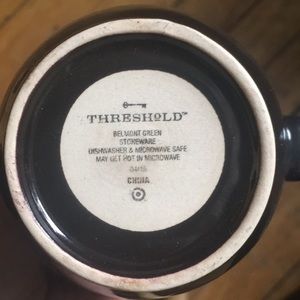 THRESHOLD™
BELMONT GREEN
STONEWARE
DISHWASHER & MICROWAVE SAFE
MAY GET HOT IN MICROWAVE
CHINA